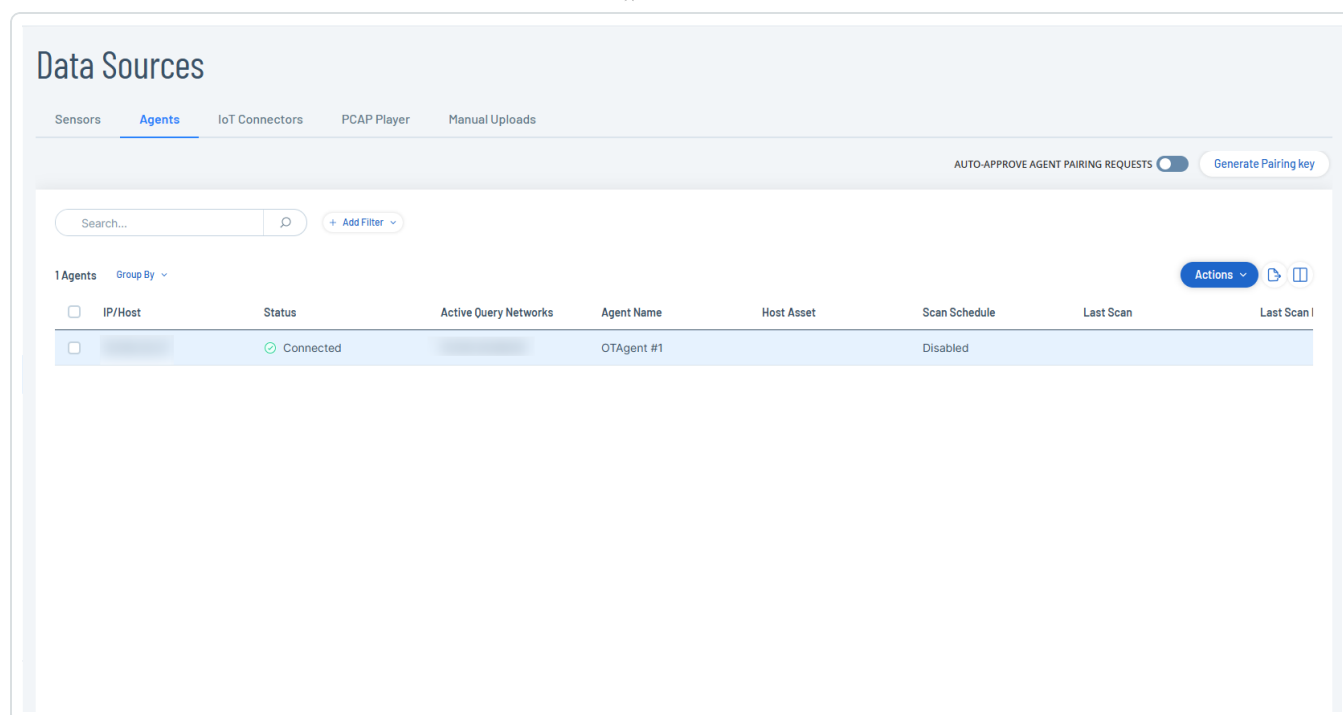 Data Sources
Sensors Agents IoT Connectors PCAP Player Manual Uploads
AUTO-APPROVE AGENT PAIRING REQUESTS Generate Pairing key
Search... + Add Filter
1 Agents Group By Actions
IP/Host Status Active Query Networks Agent Name Host Asset Scan Schedule Last Scan Last Scan
Connected OTAgent #1 Disabled